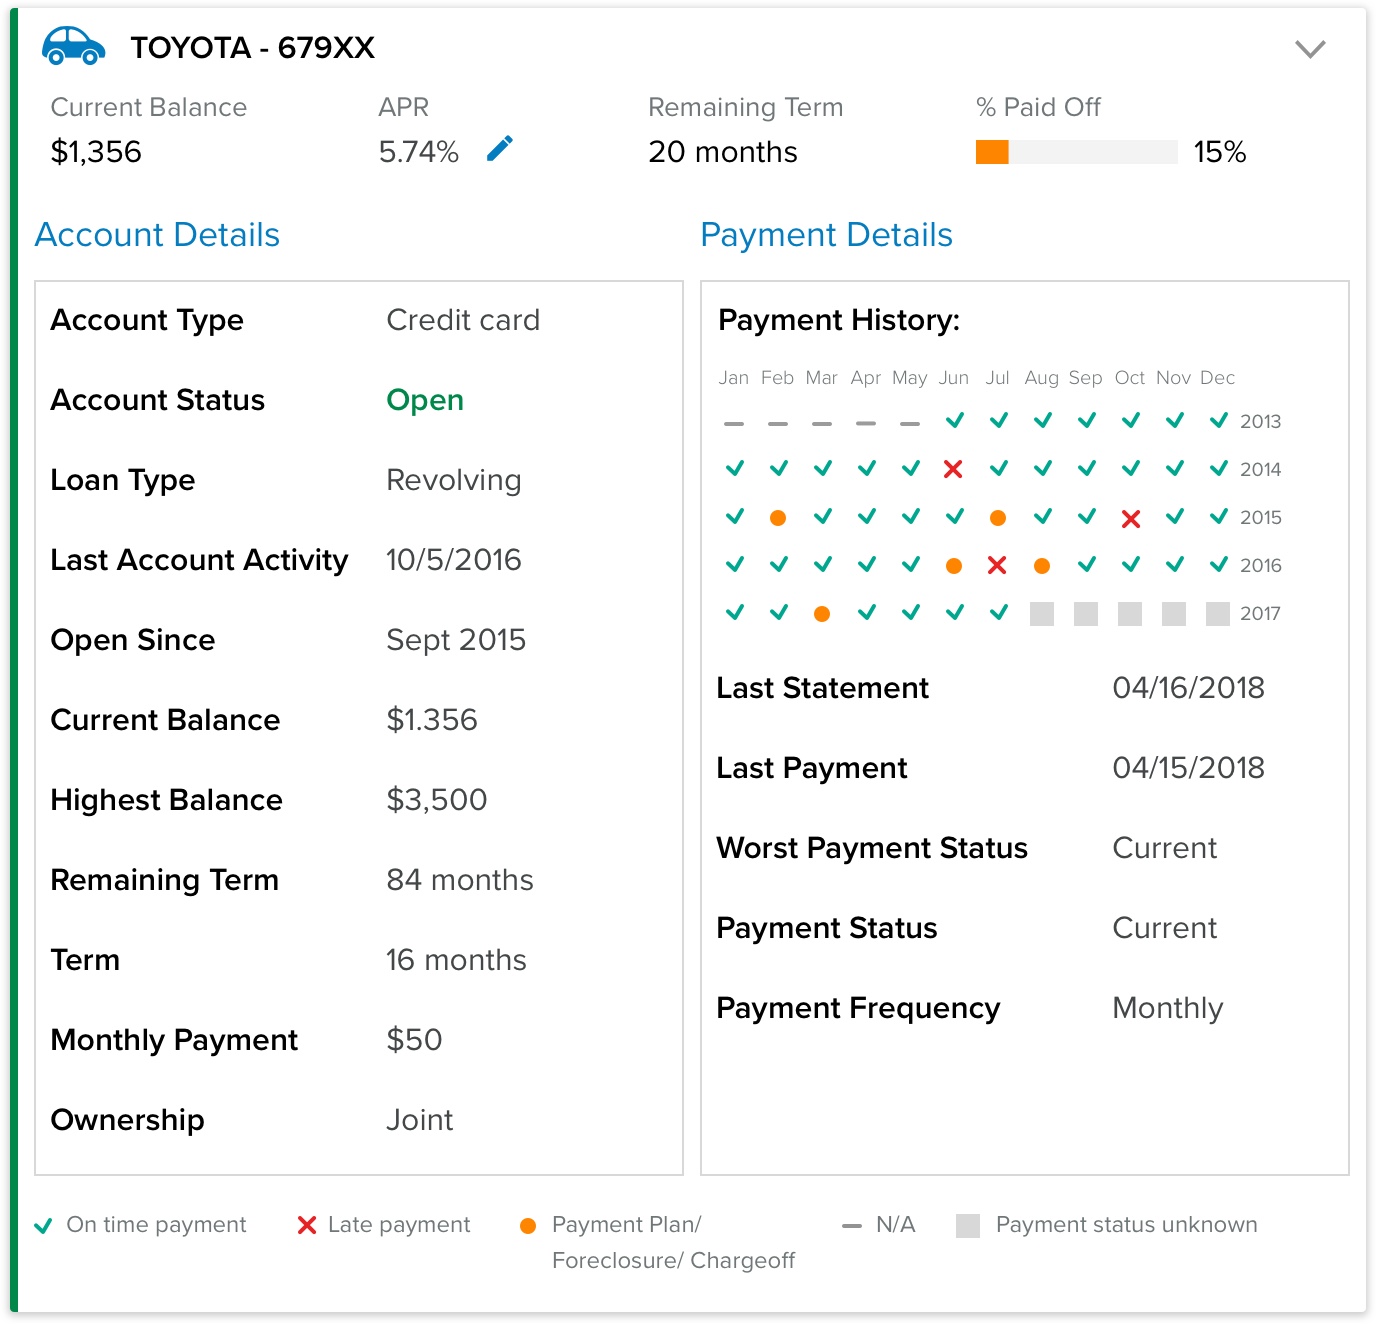 TOYOTA - 679XX
Current Balance APR Remaining Term % Paid Off
$1,356 5.74% 20 months 15%
Account Details
Account Type Credit card
Account Status Open
Loan Type Revolving
Last Account Activity 10/5/2016
Open Since Sept 2015
Current Balance $1.356
Highest Balance $3,500
Remaining Term 84 months
Term 16 months
Monthly Payment $50
Ownership Joint
Payment Details
Payment History:
Jan Feb Mar Apr May Jun Jul Aug Sep Oct Nov Dec
2013
2014
2015
2016
2017
Last Statement 04/16/2018
Last Payment 04/15/2018
Worst Payment Status Current
Payment Status Current
Payment Frequency Monthly
On time payment Late payment Payment Plan/ N/A Payment status unknown
Foreclosure/ Chargeoff